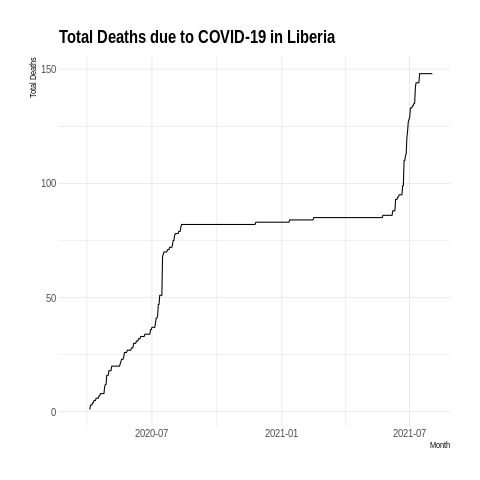 Total Deaths due to COVID-19 in Liberia
Total Deaths
150
100
50
0
2020-07
2021-01
2021-07
Month